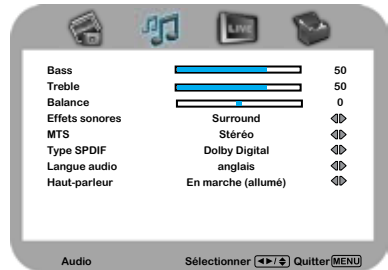 LIVE
Bass 50
Treble 50
Balance 0
Effets sonores Surround
MTS Stéréo
Type SPDIF Dolby Digital
Langue audio anglais
Haut-parleur En marche (allumé)
Audio Sélectionner ◄►/▲▼ Quitter MENU